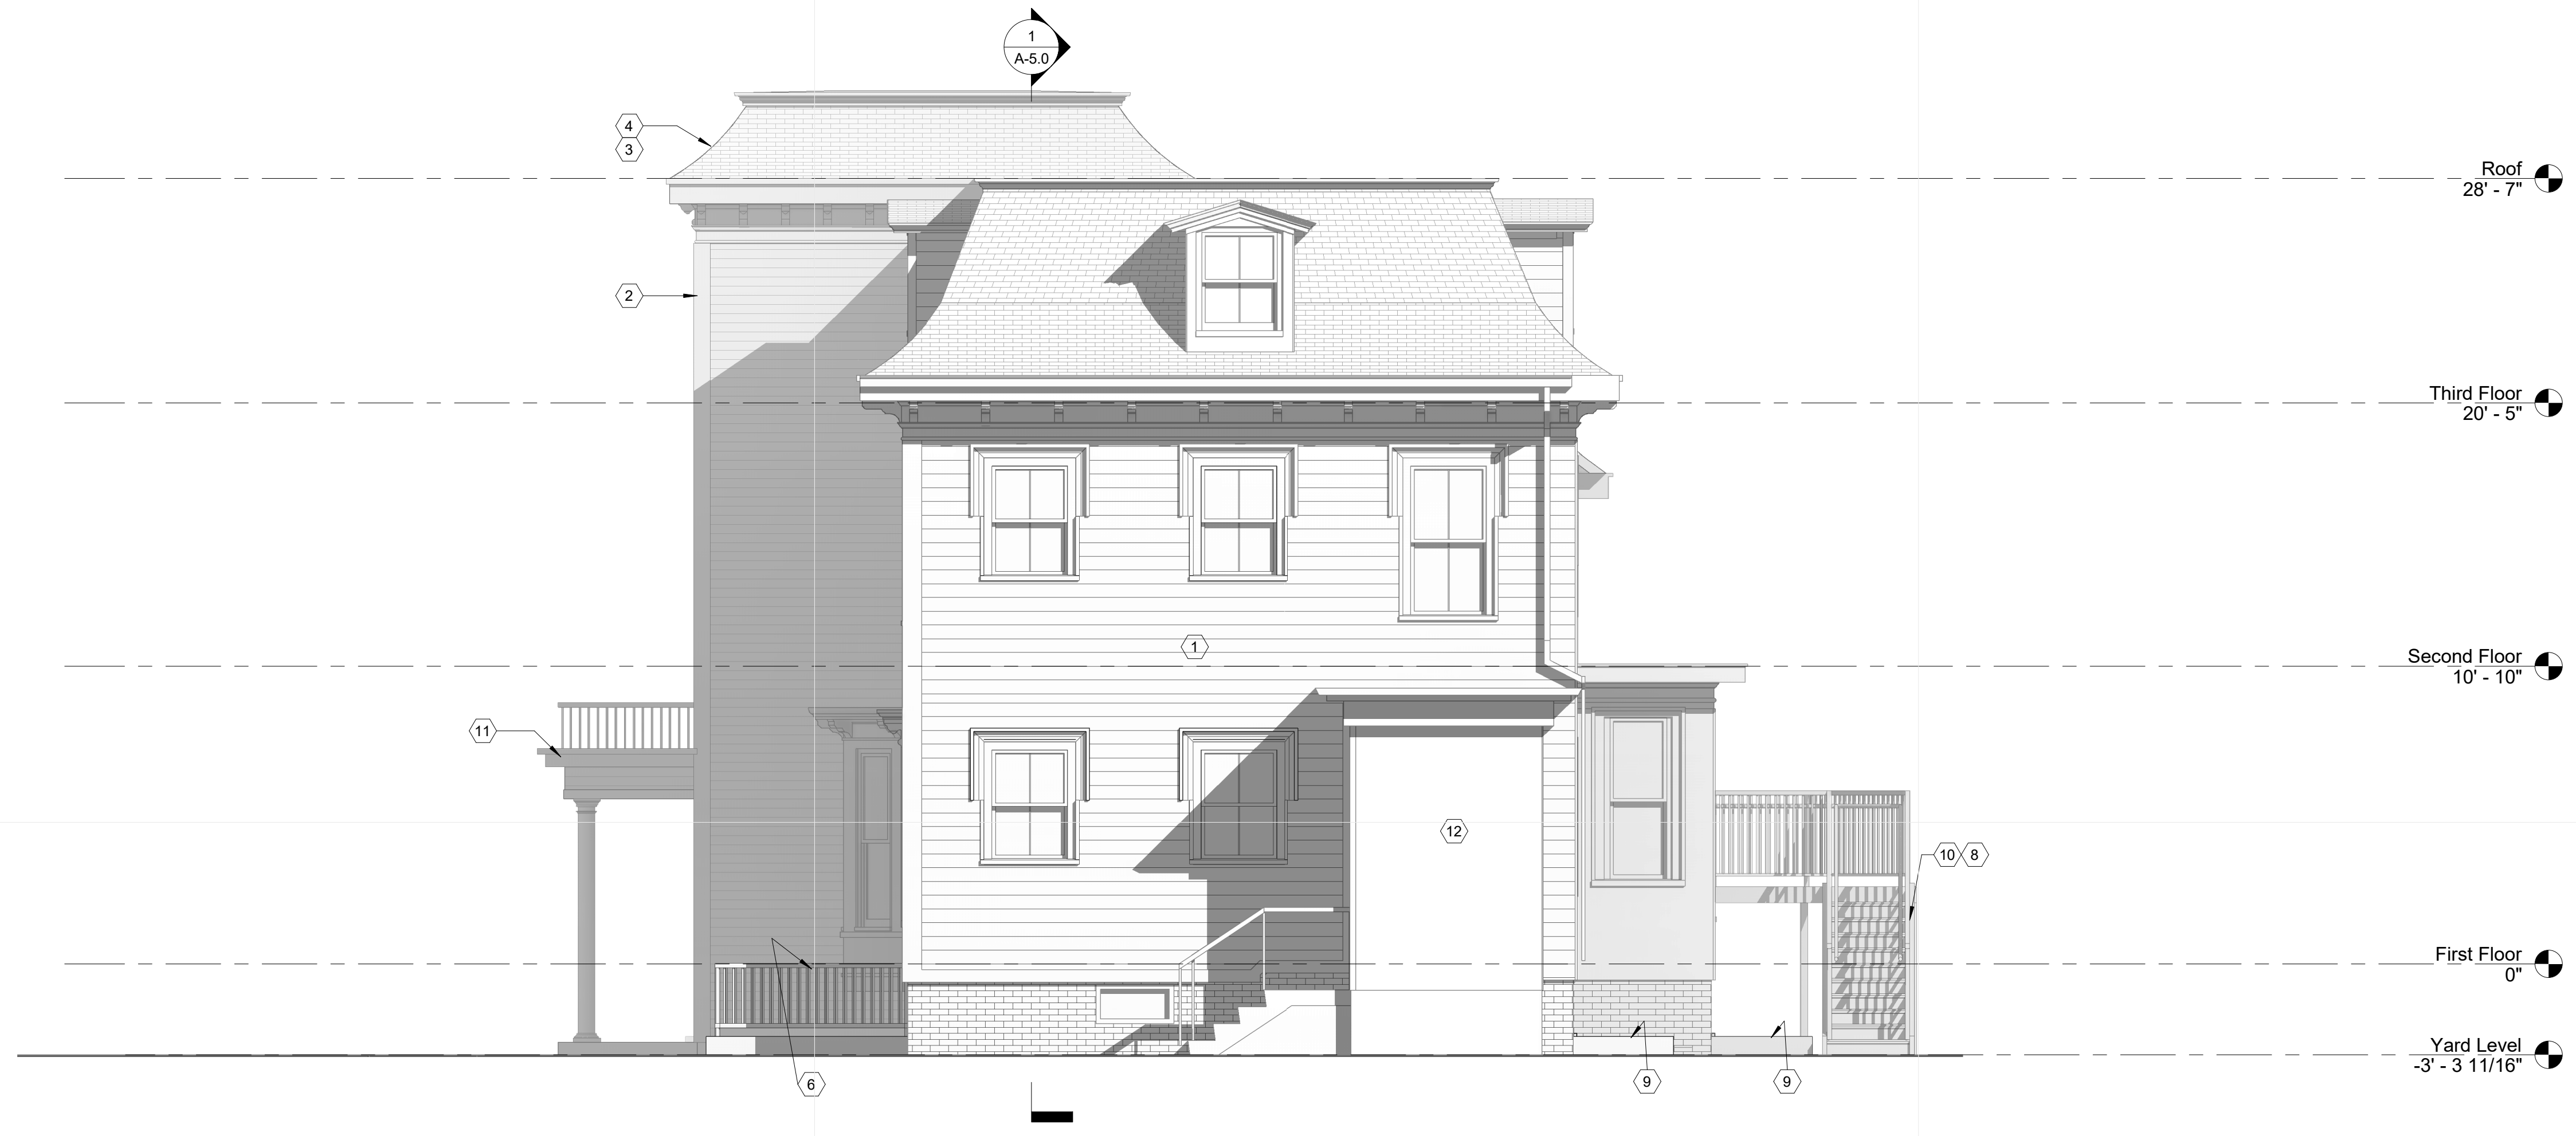 1
A-5.0
4
3
Roof
28' - 7"
2
Third Floor
20' - 5"
1
Second Floor
10' - 10"
11
12
10
8
First Floor
0"
Yard Level
-3' - 3 11/16"
6
9
9